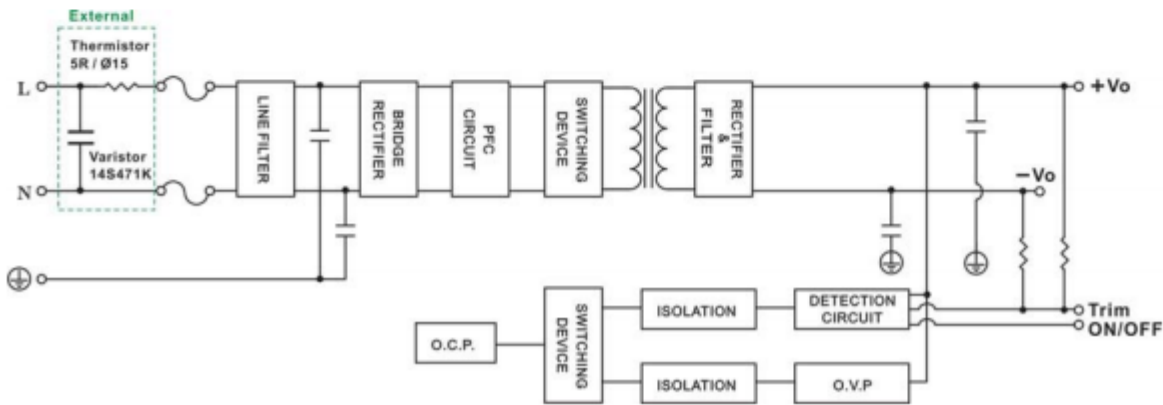 External
Thermistor
5R / Ø15
L
Varistor
14S471K
N
LINE FILTER
BRIDGE
RECTIFIER
PFC
CIRCUIT
SWITCHING
DEVICE
RECTIFIER
&
FILTER
+Vo
−Vo
O.C.P.
SWITCHING
DEVICE
ISOLATION
DETECTION
CIRCUIT
Trim
ON/OFF
ISOLATION
O.V.P